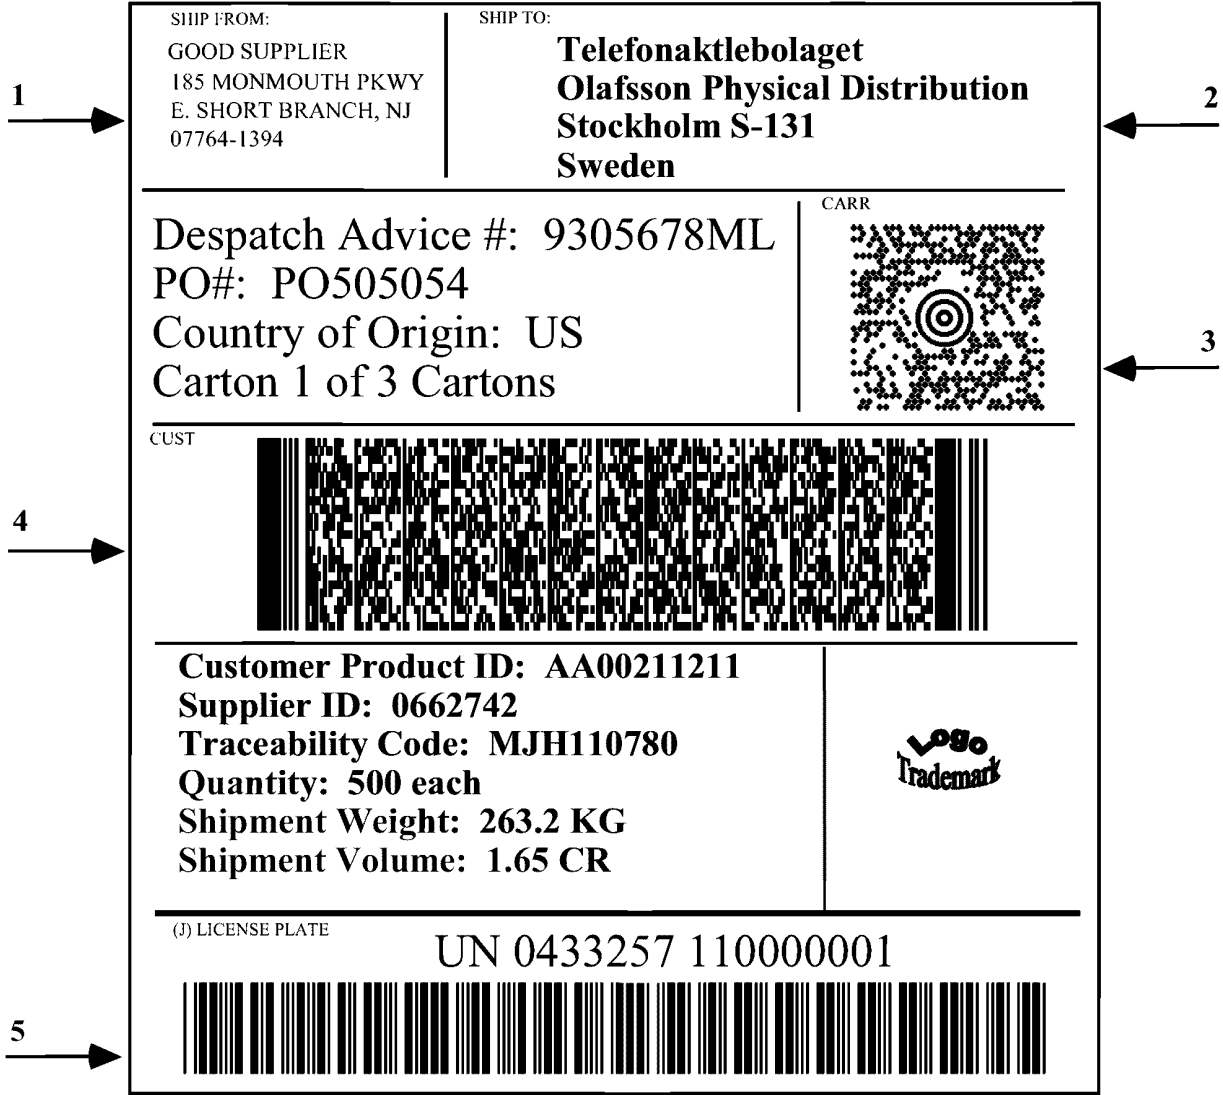 SHIP FROM:
GOOD SUPPLIER
185 MONMOUTH PKWY
E. SHORT BRANCH, NJ
07764-1394
SHIP TO:
Telefonaktlebolaget
Olafsson Physical Distribution
Stockholm S-131
Sweden
1
2
Despatch Advice #: 9305678ML
PO#: PO505054
Country of Origin: US
Carton 1 of 3 Cartons
CARR
3
CUST
4
Customer Product ID: AA00211211
Supplier ID: 0662742
Traceability Code: MJH110780
Quantity: 500 each
Shipment Weight: 263.2 KG
Shipment Volume: 1.65 CR
Logo
Trademark
(J) LICENSE PLATE
UN 0433257 110000001
5